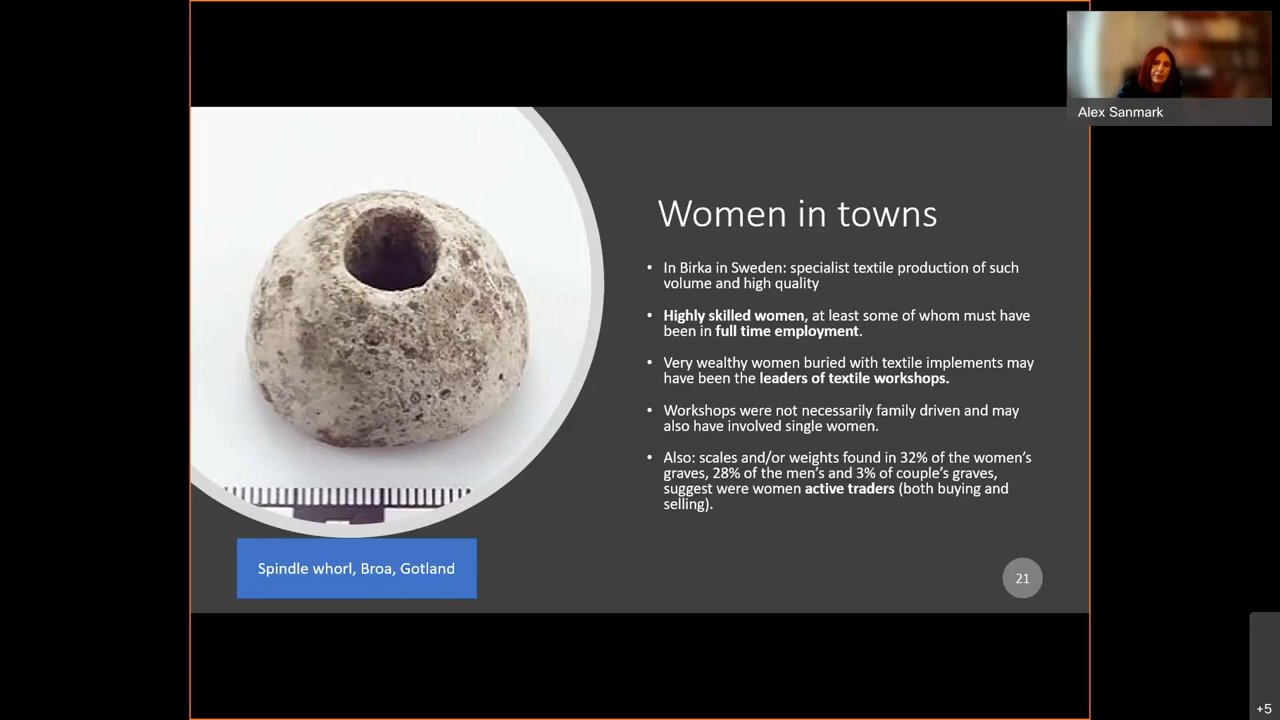 Alex Sanmark
Women in towns
• In Birka in Sweden: specialist textile production of such
volume and high quality
• Highly skilled women, at least some of whom must have
been in full time employment.
• Very wealthy women buried with textile implements may
have been the leaders of textile workshops.
• Workshops were not necessarily family driven and may
also have involved single women.
• Also: scales and/or weights found in 32% of the women's
graves, 28% of the men's and 3% of couple's graves,
suggest were women active traders (both buying and
selling).
Spindle whorl, Broa, Gotland
21
+5